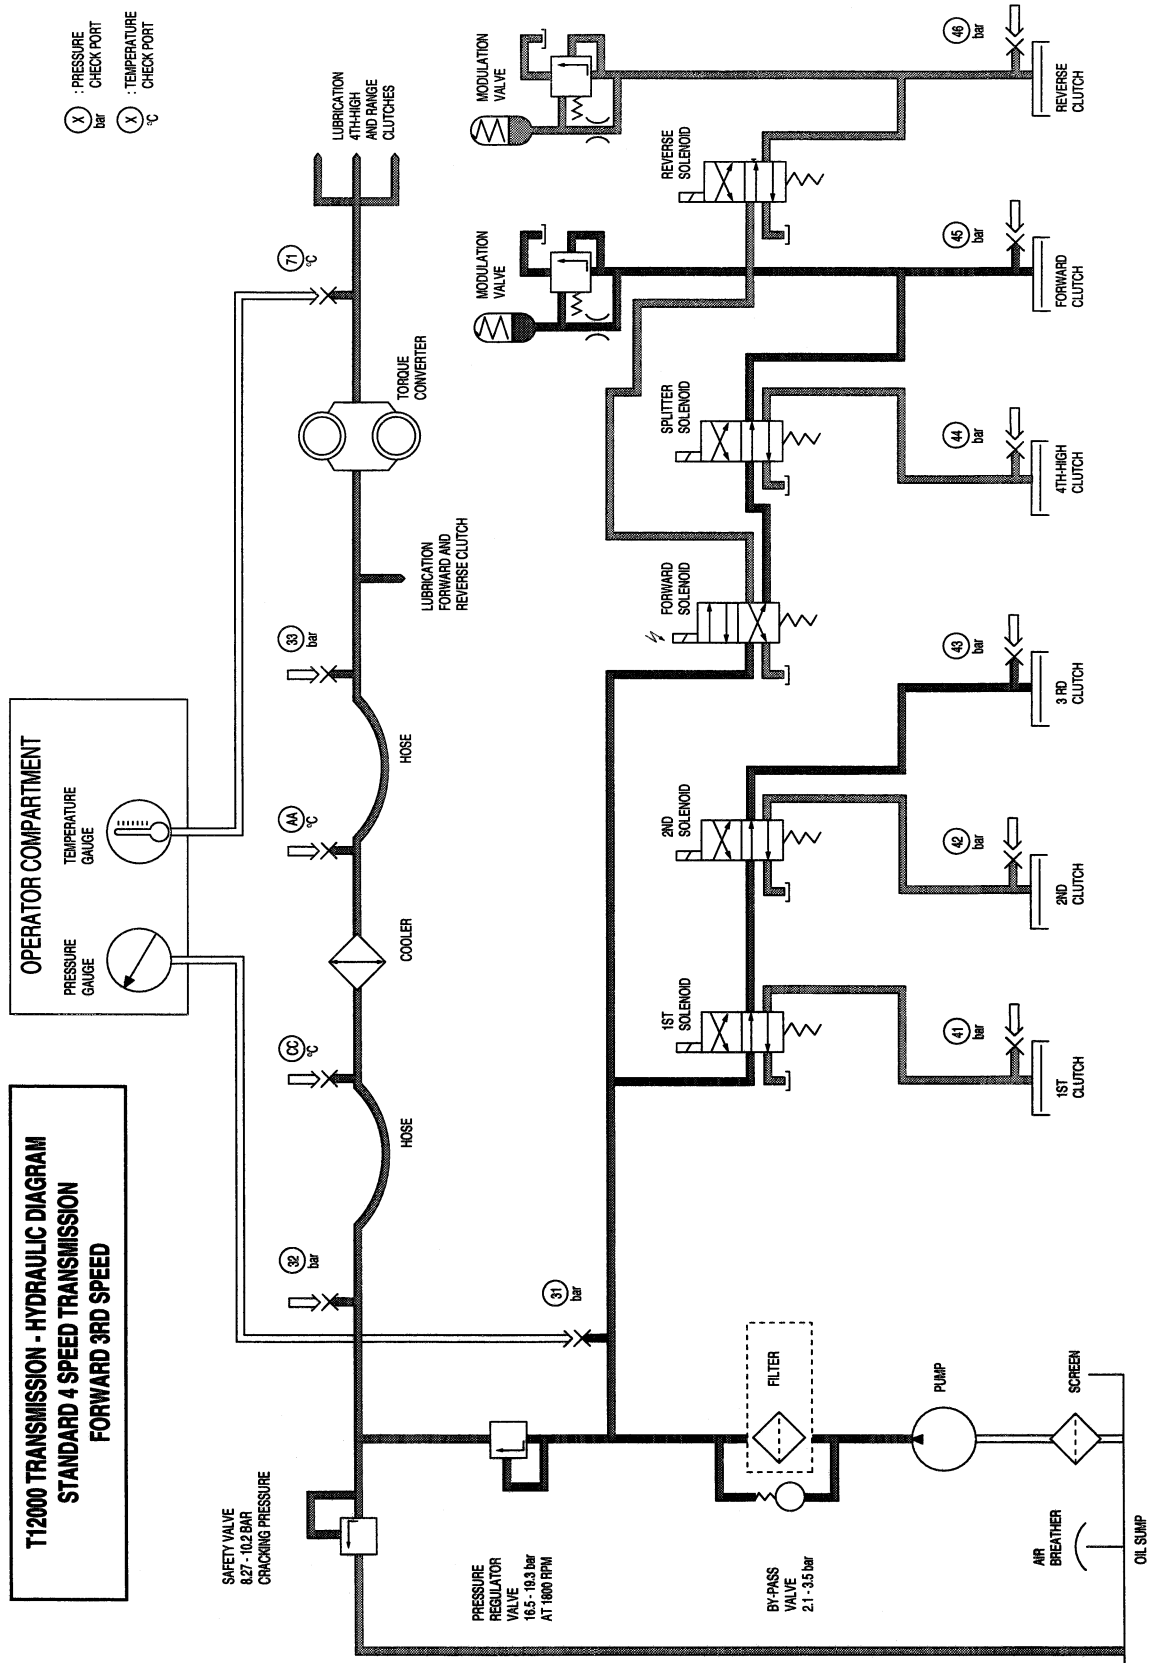 T12000 TRANSMISSION - HYDRAULIC DIAGRAM
STANDARD 4 SPEED TRANSMISSION
FORWARD 3RD SPEED
OPERATOR COMPARTMENT
PRESSURE
GAUGE
TEMPERATURE
GAUGE
X
bar
: PRESSURE
CHECK PORT
X
°C
: TEMPERATURE
CHECK PORT
SAFETY VALVE
8.27 - 10.2 BAR
CRACKING PRESSURE
32
bar
HOSE
CC
°C
COOLER
AA
°C
HOSE
33
bar
LUBRICATION
FORWARD AND
REVERSE CLUTCH
TORQUE
CONVERTER
71
°C
LUBRICATION
4TH-HIGH
AND RANGE
CLUTCHES
PRESSURE
REGULATOR
VALVE
16.5 - 19.3 bar
AT 1800 RPM
31
bar
MODULATION
VALVE
MODULATION
VALVE
1ST
SOLENOID
2ND
SOLENOID
FORWARD
SOLENOID
SPLITTER
SOLENOID
REVERSE
SOLENOID
BY-PASS
VALVE
2.1 - 3.5 bar
FILTER
PUMP
SCREEN
AIR
BREATHER
OIL SUMP
41
bar
42
bar
43
bar
44
bar
45
bar
46
bar
1ST
CLUTCH
2ND
CLUTCH
3 RD
CLUTCH
4TH-HIGH
CLUTCH
FORWARD
CLUTCH
REVERSE
CLUTCH